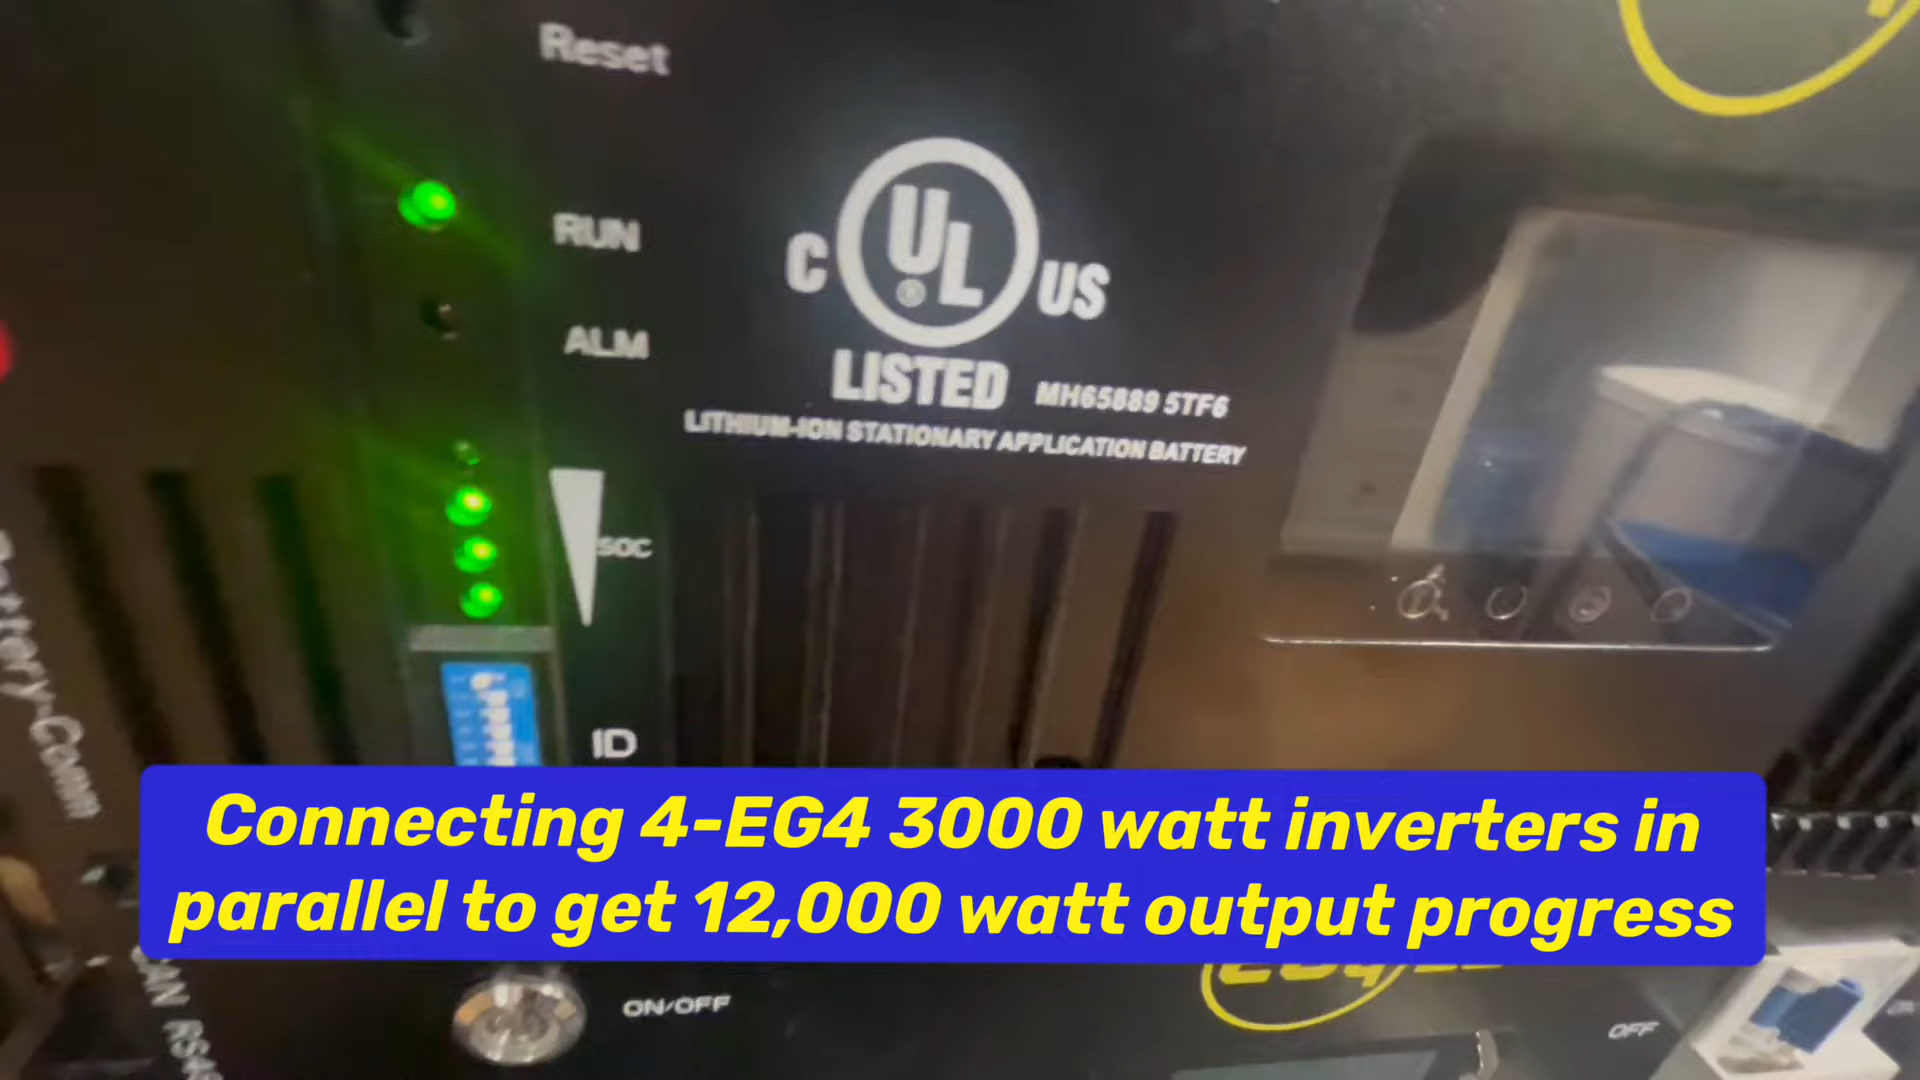 Reset
RUN
C UL ® US
ALM
LISTED MH65889 5TF6
LITHIUM-ION STATIONARY APPLICATION BATTERY
SOC
Battery-Comm
ID
Connecting 4-EG4 3000 watt inverters in
parallel to get 12,000 watt output progress
ON/OFF
OFF